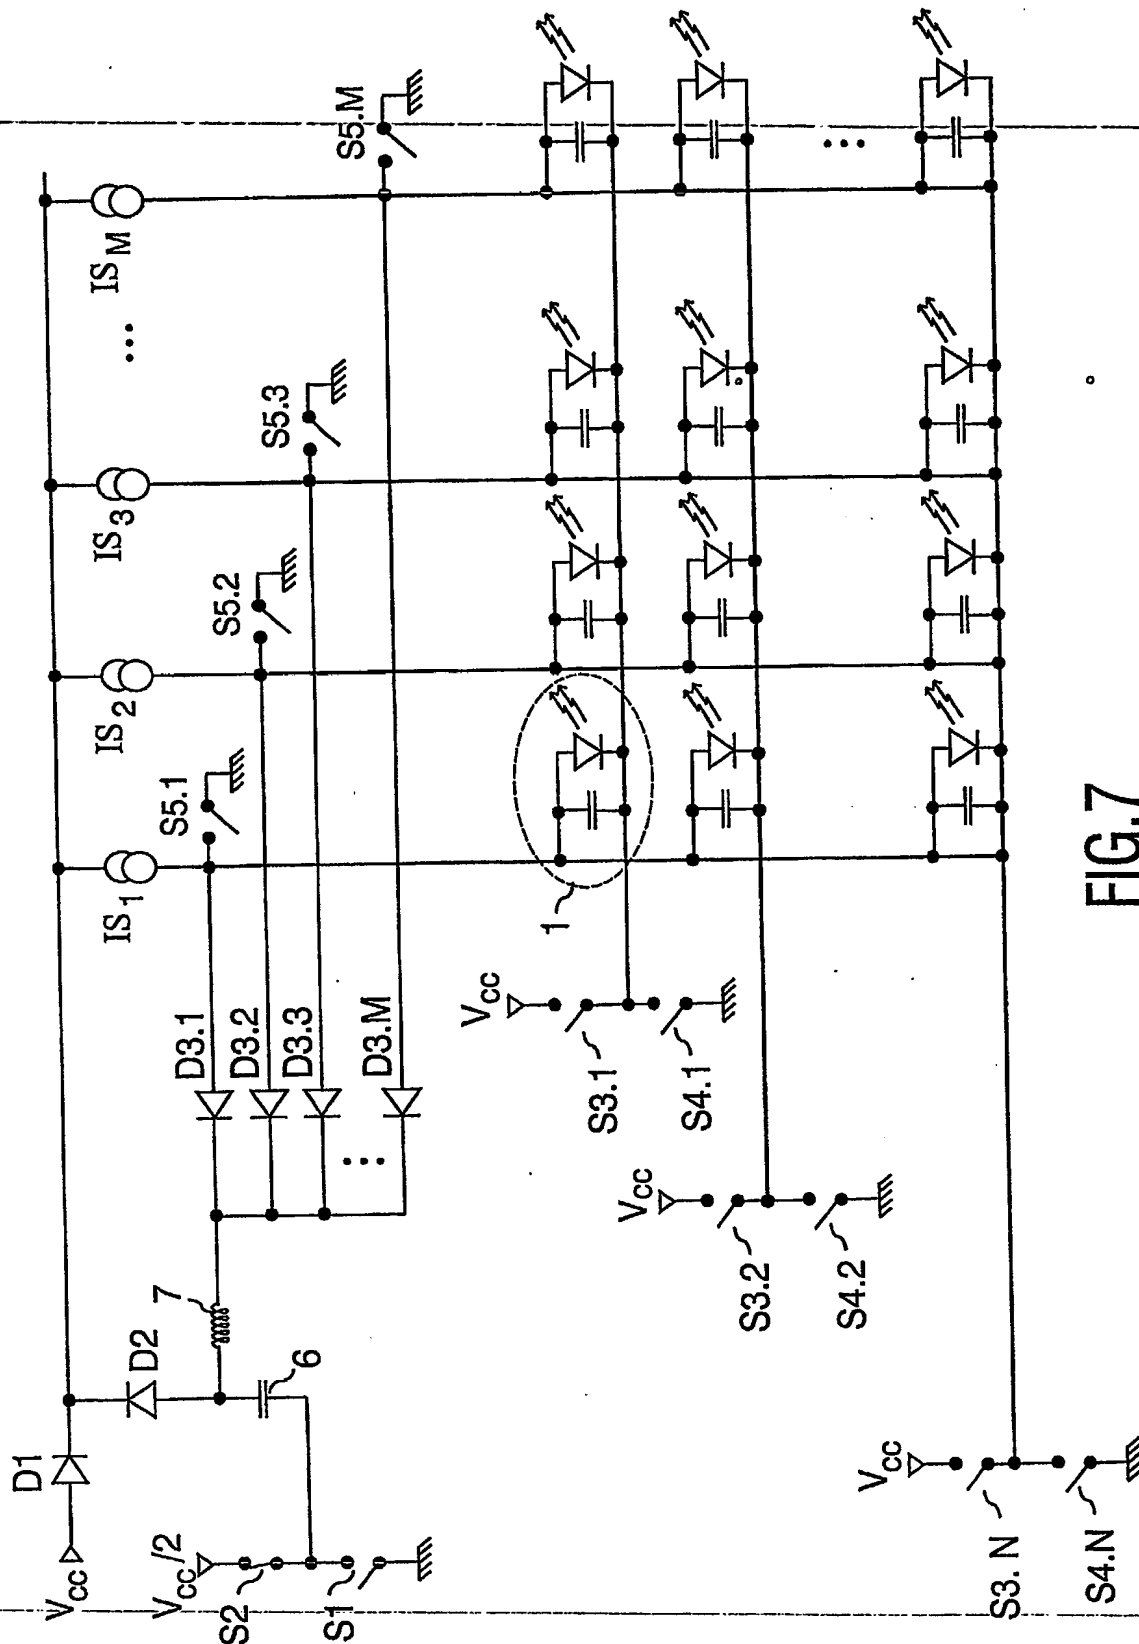 V_CC
D1
V_CC/2
S2
S1
D2
7
6
D3.1
D3.2
D3.3
D3.M
...
IS_1
IS_2
IS_3
...
IS_M
S5.1
S5.2
S5.3
S5.M
1
V_CC
S3.1
S4.1
V_CC
S3.2
S4.2
...
V_CC
S3.N
S4.N
FIG.7